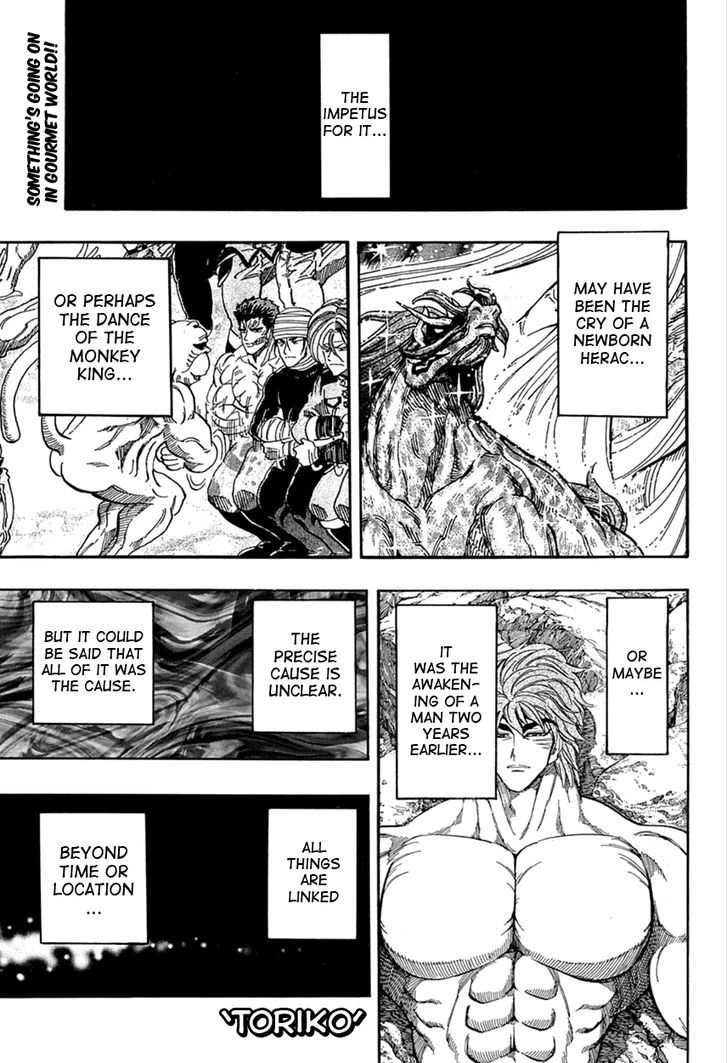 SOMETHING'S GOING ON
IN GOURMET WORLD!!
THE
IMPETUS
FOR IT...
MAY HAVE
BEEN THE
CRY OF A
NEWBORN
HERAC...
OR PERHAPS
THE DANCE
OF THE
MONKEY
KING...
OR
MAYBE
...
IT
WAS THE
AWAKEN-
ING OF A
MAN TWO
YEARS
EARLIER...
THE
PRECISE
CAUSE IS
UNCLEAR.
BUT IT COULD
BE SAID THAT
ALL OF IT WAS
THE CAUSE.
ALL
THINGS
ARE
LINKED
BEYOND
TIME OR
LOCATION
...
'TORIKO'